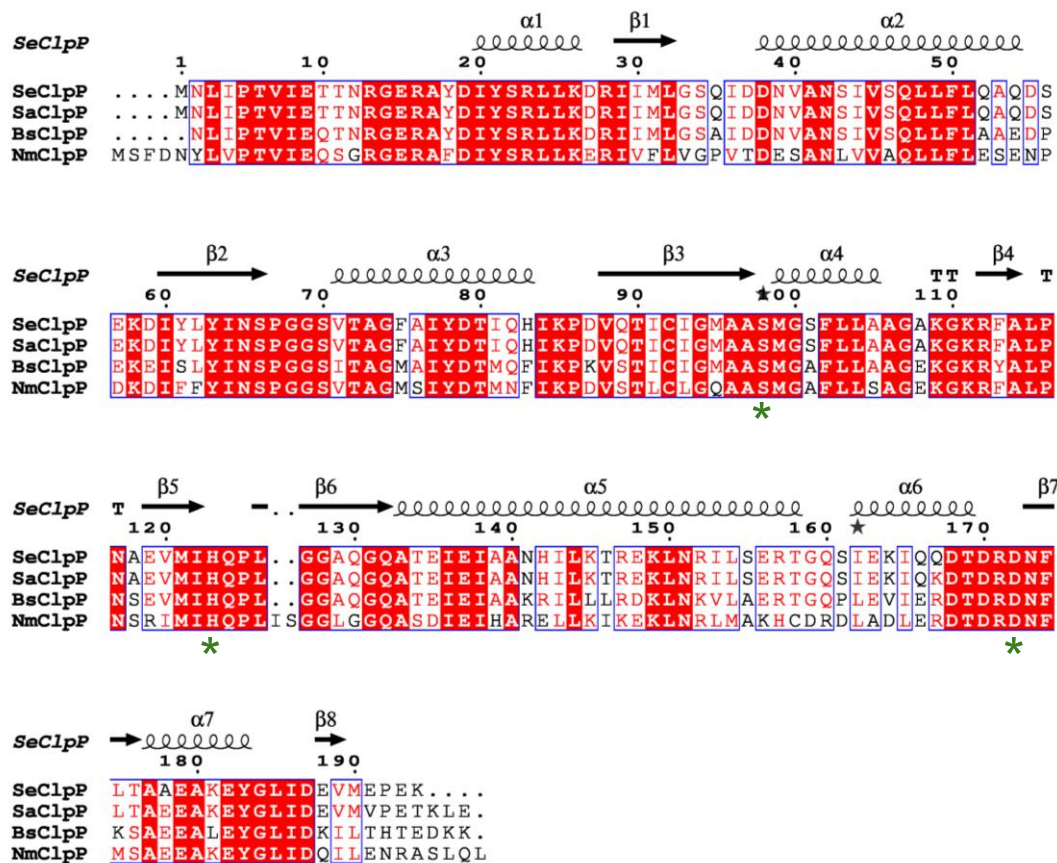 α1 β1 α2
SeClpP
1 10 20 30 40 50
SeClpP ....MNLIPTVIETTNRGERAYDIYSRLLKDRIIMLGSQIDDNVANSIVSQLLFLQAQDS
SaClpP ....MNLIPTVIEQTNRGERAYDIYSRLLKDRIIMLGSQIDDNVANSIVSQLLFLQAQDS
BsClpP .....NLIPTVIEQTNRGERAYDIYSRLLKDRIIMLGSAIDDNVANSIVSQLLFLAAEDP
NmClpP MSFDNYLVPTVIEQSGRGERAFDIYSRLLKERIVFLVGPVTDESANLVVAQLLFLESENP
β2 α3 β3 α4 β4
SeClpP TT T
60 70 80 90 100 110
SeClpP EKDIYLYINSPGGSVTAGFAIYDTIQHIKPDVQTICIGMAASMGSFLLAAGAKGKRFALP
SaClpP EKDIYLYINSPGGSVTAGFAIYDTIQHIKPDVQTICIGMAASMGSFLLAAGAKGKRFALP
BsClpP EKEISLYINSPGGSITAGMAIYDTMQFIKPKVSTICIGMAASMGAFLLAAGEKGKRYALP
NmClpP DKDIFFYINSPGGSVTAGMSIYDTMNFIKPDVSTLCLGQAASMGAFLLSAGEKGKRFALP
*
β5 β6 α5 α6 β7
SeClpP T ..
120 130 140 150 160 170
SeClpP NAEVMIHQPL..GGAQGQATEIEIAANHILKTREKLNRILSERTGQSIEKIQQDTDRDNF
SaClpP NAEVMIHQPL..GGAQGQATEIEIAANHILKTREKLNRILSERTGQSIEKIQKDTDRDNF
BsClpP NSEVMIHQPL..GGAQGQATEIEIAAKRILLLRDKLNKVLAERTGQPLEVIERDTDRDNF
NmClpP NSRIMIHQPLISGGLGGQASDIEIHARELLKIKEKLNRLMAKHCDRDLADLERDTDRDNF
* *
α7 β8
SeClpP
180 190
SeClpP LTAAEAKEYGLIDEVMEPEK....
SaClpP LTAEEAKEYGLIDEVMVPETKLE.
BsClpP KSAEEALEYGLIDKILTHTEDKK.
NmClpP MSAEEAKEYGLIDQILENRASLQL